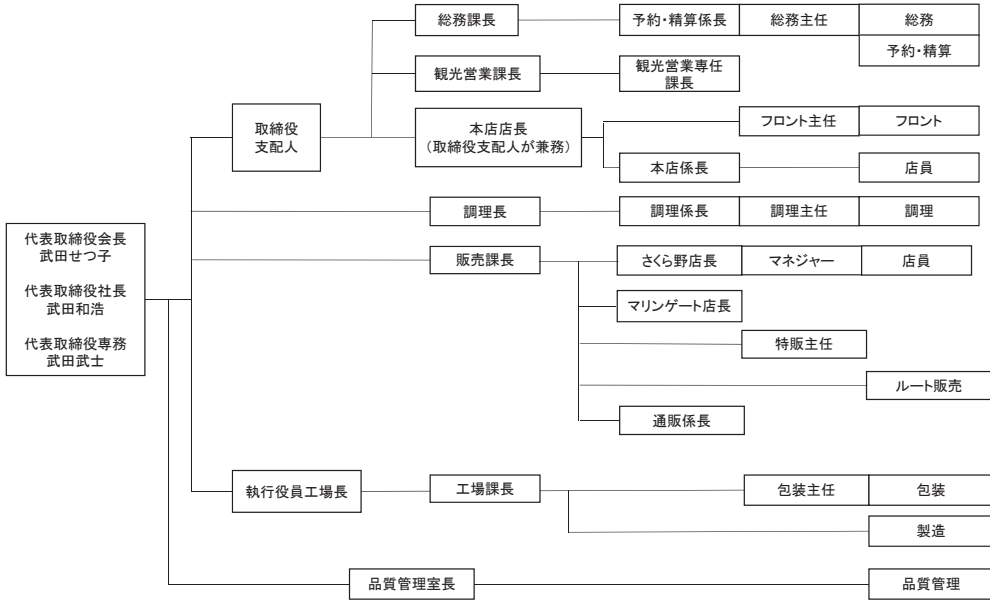 総務課長
予約・精算係長
総務主任
総務
予約・精算
観光営業課長
観光営業専任
課長
取締役
支配人
本店店長
（取締役支配人が兼務）
フロント主任
フロント
本店係長
店員
調理長
調理係長
調理主任
調理
代表取締役会長
武田せつ子
代表取締役社長
武田和浩
代表取締役専務
武田武士
販売課長
さくら野店長
マネジャー
店員
マリンゲート店長
特販主任
ルート販売
通販係長
執行役員工場長
工場課長
包装主任
包装
製造
品質管理室長
品質管理